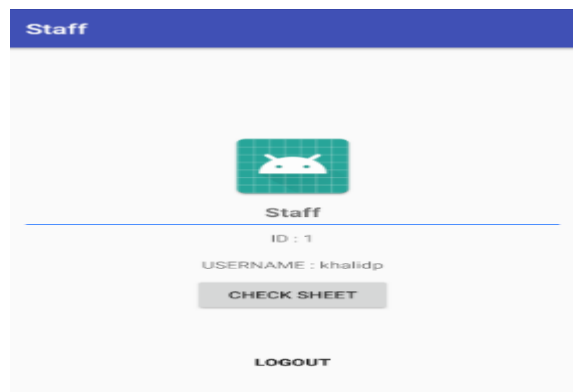 Staff
Staff
ID : 1
USERNAME : khalidp
CHECK SHEET
LOGOUT